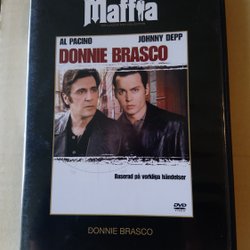 Maffia
AL PACINO JOHNNY DEPP
DONNIE BRASCO
Baserad på verkliga händelser
DVD
DONNIE BRASCO